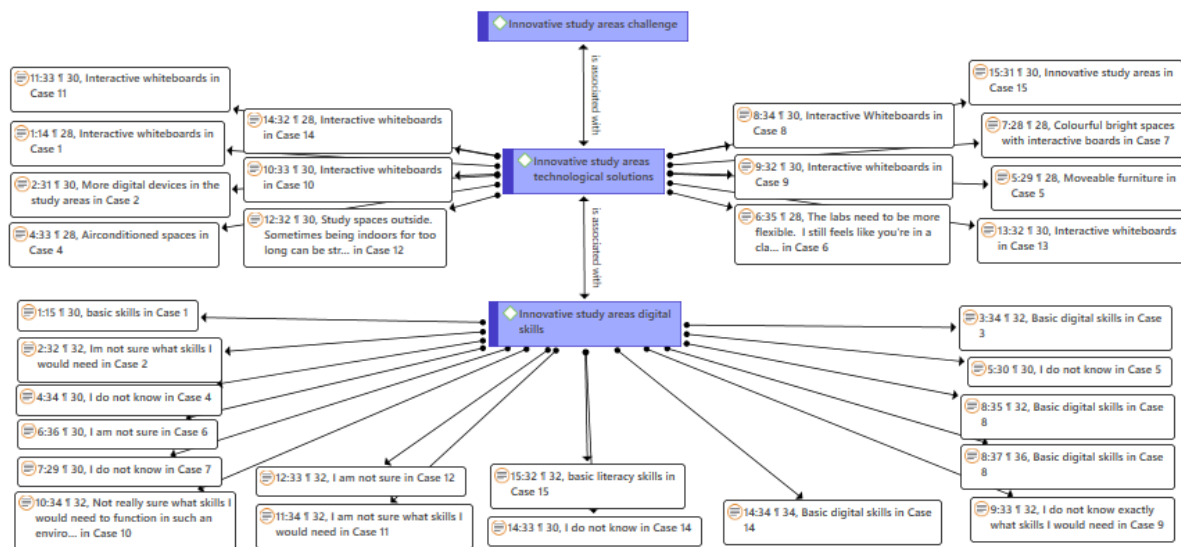 Innovative study areas challenge
is associated with
11:33 ¶ 30, Interactive whiteboards in
Case 11
14:32 ¶ 28, Interactive whiteboards
in Case 14
1:14 ¶ 28, Interactive whiteboards in
Case 1
10:33 ¶ 30, Interactive whiteboards
in Case 10
2:31 ¶ 30, More digital devices in the
study areas in Case 2
12:32 ¶ 30, Study spaces outside.
Sometimes being indoors for too
long can be str... in Case 12
4:33 ¶ 28, Airconditioned spaces in
Case 4
Innovative study areas
technological solutions
15:31 ¶ 30, Innovative study areas in
Case 15
8:34 ¶ 30, Interactive Whiteboards in
Case 8
7:28 ¶ 28, Colourful bright spaces
with interactive boards in Case 7
9:32 ¶ 30, Interactive whiteboards in
Case 9
5:29 ¶ 28, Moveable furniture in
Case 5
6:35 ¶ 28, The labs need to be more
flexible. I still feels like you're in a
cla... in Case 6
13:32 ¶ 30, Interactive whiteboards
in Case 13
is associated with
Innovative study areas digital
skills
1:15 ¶ 30, basic skills in Case 1
2:32 ¶ 32, Im not sure what skills I
would need in Case 2
4:34 ¶ 30, I do not know in Case 4
6:36 ¶ 30, I am not sure in Case 6
7:29 ¶ 30, I do not know in Case 7
10:34 ¶ 32, Not really sure what skills I
would need to function in such an
enviro... in Case 10
12:33 ¶ 32, I am not sure in Case 12
11:34 ¶ 32, I am not sure what skills I
would need in Case 11
15:32 ¶ 32, basic literacy skills in
Case 15
14:33 ¶ 30, I do not know in Case 14
14:34 ¶ 34, Basic digital skills in Case
14
3:34 ¶ 32, Basic digital skills in Case
3
5:30 ¶ 30, I do not know in Case 5
8:35 ¶ 32, Basic digital skills in Case
8
8:37 ¶ 36, Basic digital skills in Case
8
9:33 ¶ 32, I do not know exactly
what skills I would need in Case 9